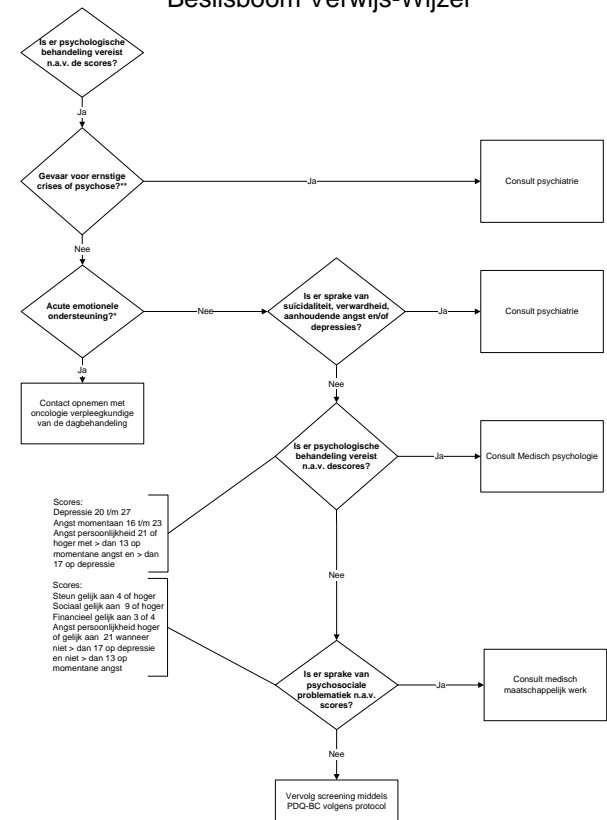 Beslisboom Verwijs-Wijzer
Is er psychologische
behandeling vereist
n.a.v. de scores?
Ja
Gevaar voor ernstige
crises of psychose?**
Ja
Consult psychiatrie
Nee
Acute emotionele
ondersteuning?*
Nee
Is er sprake van
suïcidaliteit, verwardheid,
aanhoudende angst en/of
depressies?
Ja
Consult psychiatrie
Ja
Contact opnemen met
oncologie verpleegkundige
van de dagbehandeling
Nee
Is er psychologische
behandeling vereist
n.a.v. descores?
Ja
Consult Medisch psychologie
Scores:
Depressie 20 t/m 27
Angst momentaan 16 t/m 23
Angst persoonlijkheid 21 of
hoger met > dan 13 op
momentane angst en > dan
17 op depressie
Nee
Scores:
Steun gelijk aan 4 of hoger
Sociaal gelijk aan 9 of hoger
Financieel gelijk aan 3 of 4
Angst persoonlijkheid hoger
of gelijk aan 21 wanneer
niet > dan 17 op depressie
en niet > dan 13 op
momentane angst
Is er sprake van
psychosociale
problematiek n.a.v.
scores?
Ja
Consult medisch
maatschappelijk werk
Nee
Vervolg screening middels
PDQ-BC volgens protocol